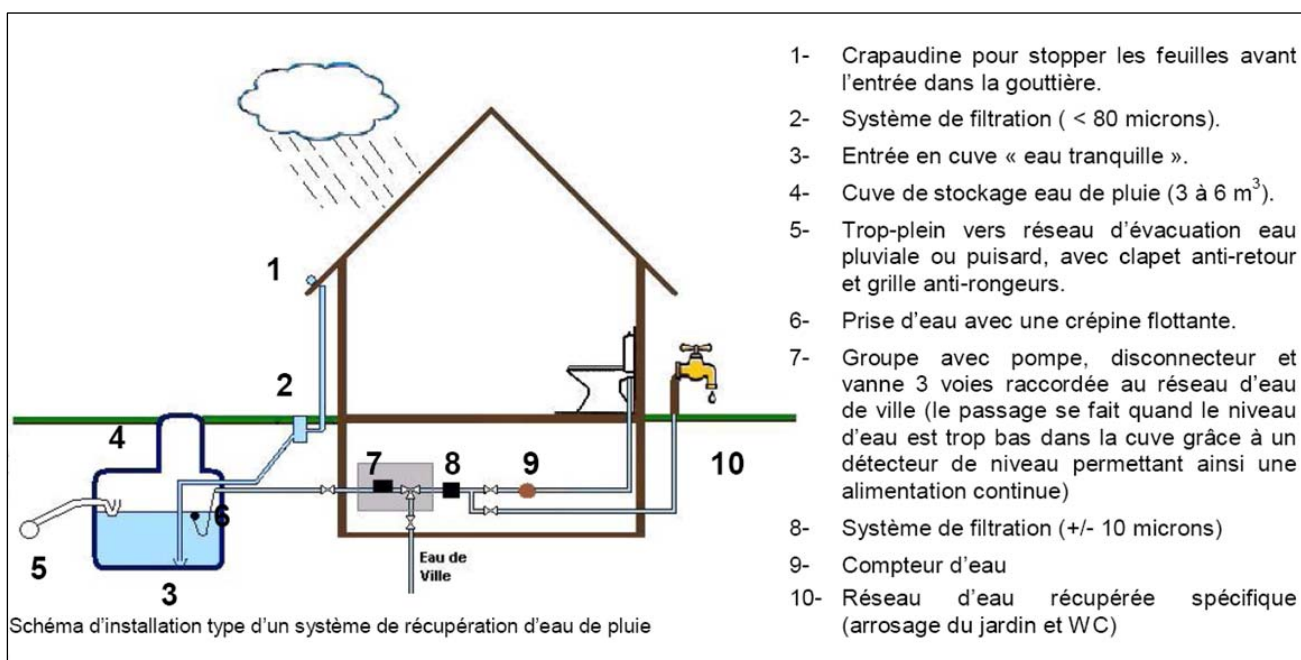 1
2
3
4
5
6
7
8
9
10
Eau de
Ville
Schéma d'installation type d'un système de récupération d'eau de pluie
1- Crapaudine pour stopper les feuilles avant
l'entrée dans la gouttière.
2- Système de filtration ( < 80 microns).
3- Entrée en cuve « eau tranquille ».
4- Cuve de stockage eau de pluie (3 à 6 m³).
5- Trop-plein vers réseau d'évacuation eau
pluviale ou puisard, avec clapet anti-retour
et grille anti-rongeurs.
6- Prise d'eau avec une crépine flottante.
7- Groupe avec pompe, disconnecteur et
vanne 3 voies raccordée au réseau d'eau
de ville (le passage se fait quand le niveau
d'eau est trop bas dans la cuve grâce à un
détecteur de niveau permettant ainsi une
alimentation continue)
8- Système de filtration (+/- 10 microns)
9- Compteur d'eau
10- Réseau d'eau récupérée spécifique
(arrosage du jardin et WC)